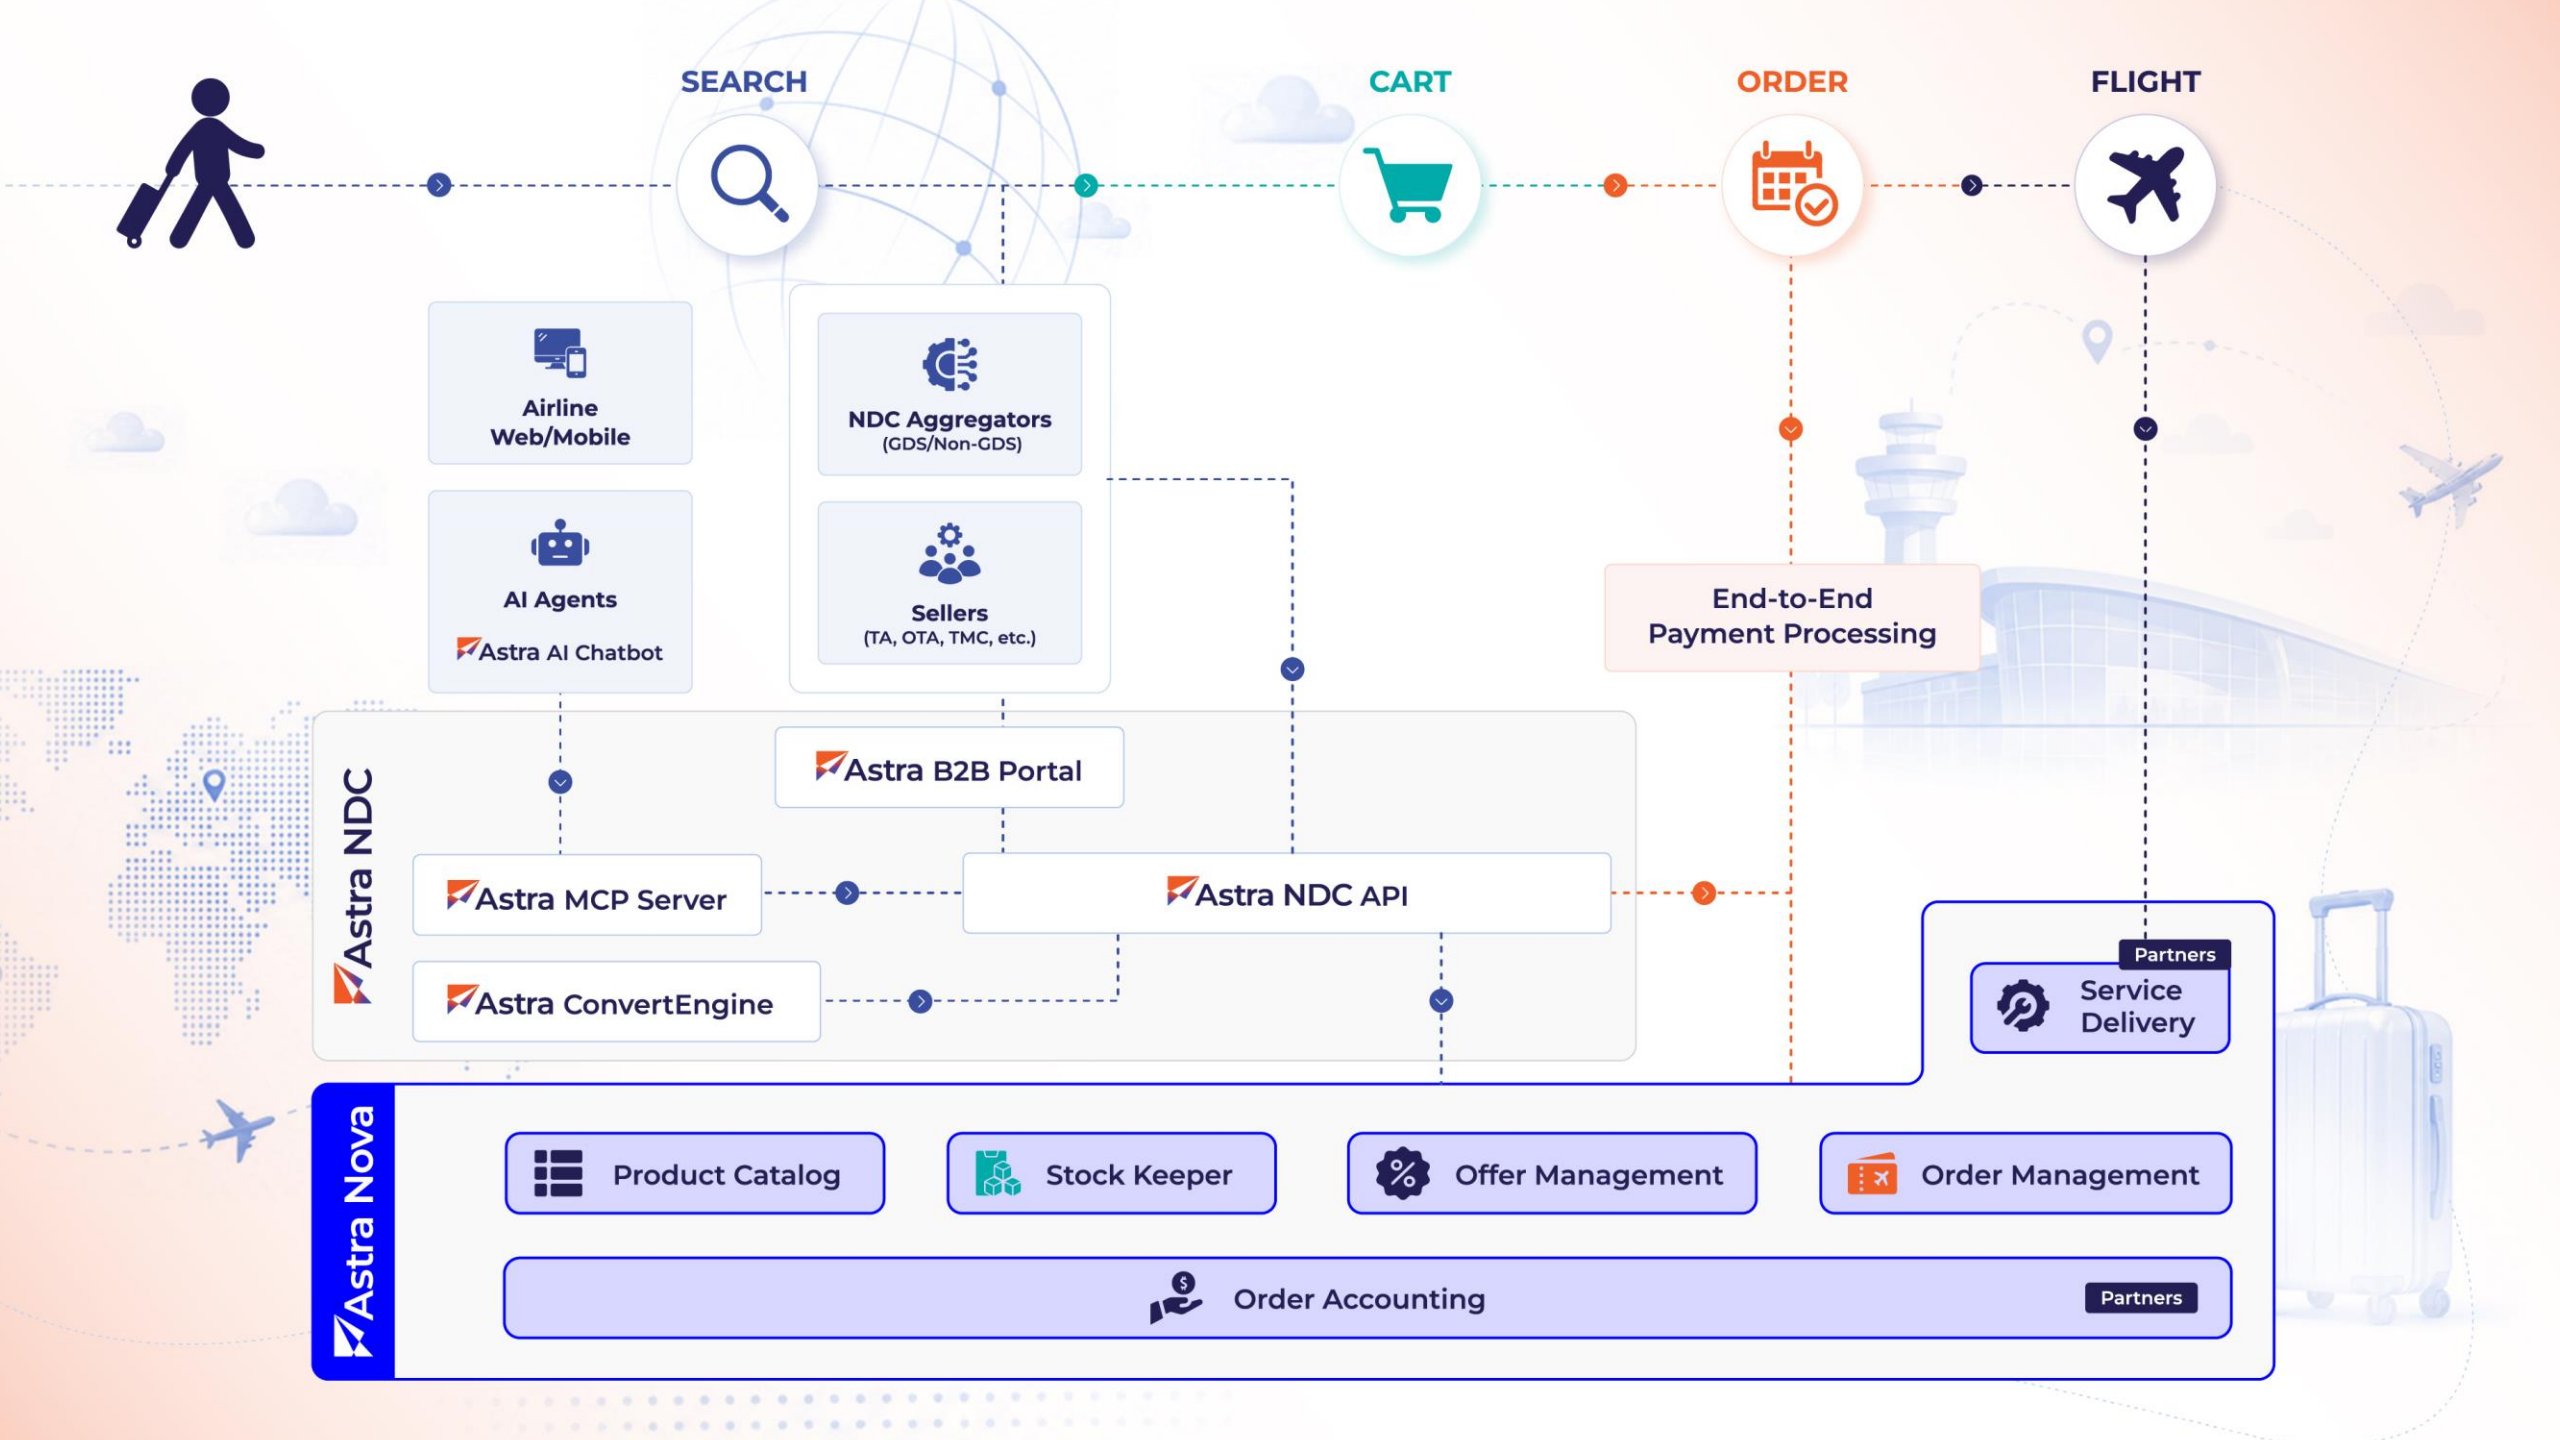 SEARCH
CART
ORDER
FLIGHT
Airline
Web/Mobile
NDC Aggregators
(GDS/Non-GDS)
AI Agents
Astra AI Chatbot
Sellers
(TA, OTA, TMC, etc.)
End-to-End
Payment Processing
Astra NDC
Astra B2B Portal
Astra MCP Server
Astra NDC API
Astra ConvertEngine
Partners
Service
Delivery
Astra Nova
Product Catalog
Stock Keeper
Offer Management
Order Management
Order Accounting
Partners